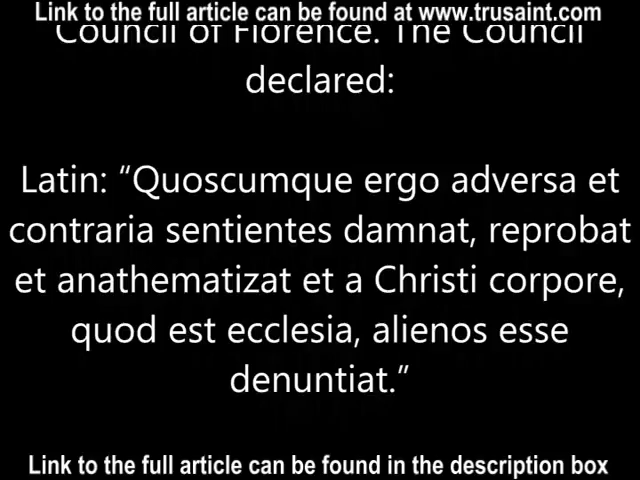 Link to the full article can be found at www.trusaint.com
Council of Florence. The Council
declared:
Latin: “Quoscumque ergo adversa et
contraria sentientes damnat, reprobat
et anathematizat et a Christi corpore,
quod est ecclesia, alienos esse
denuntiat.”
Link to the full article can be found in the description box